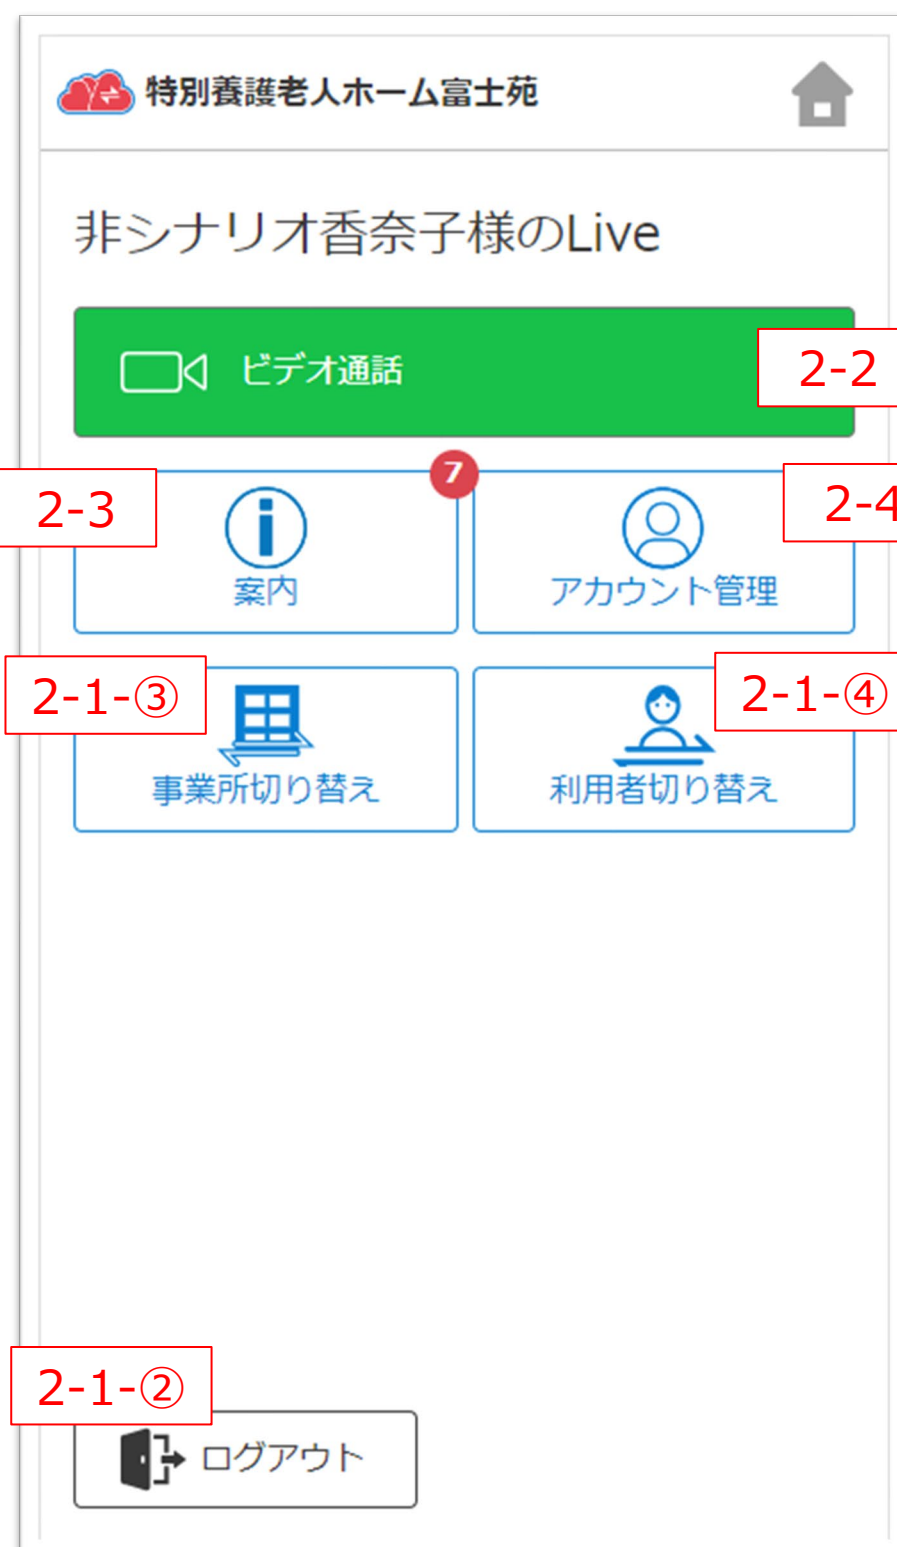 特別養護老人ホーム富士苑
非シナリオ香奈子様のLive
ビデオ通話
2-2
2-3
7
2-4
案内
アカウント管理
2-1-③
2-1-④
事業所切り替え
利用者切り替え
2-1-②
ログアウト